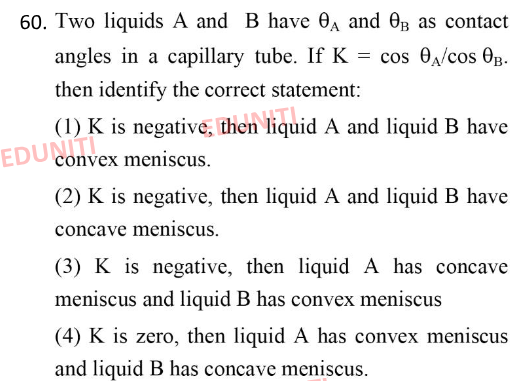 60. Two liquids A and B have θA and θB as contact
angles in a capillary tube. If K = cos θA/cos θB.
then identify the correct statement:
(1) K is negative, then liquid A and liquid B have
convex meniscus.
(2) K is negative, then liquid A and liquid B have
concave meniscus.
(3) K is negative, then liquid A has concave
meniscus and liquid B has convex meniscus
(4) K is zero, then liquid A has convex meniscus
and liquid B has concave meniscus.
EDUNITI
EDUNITI